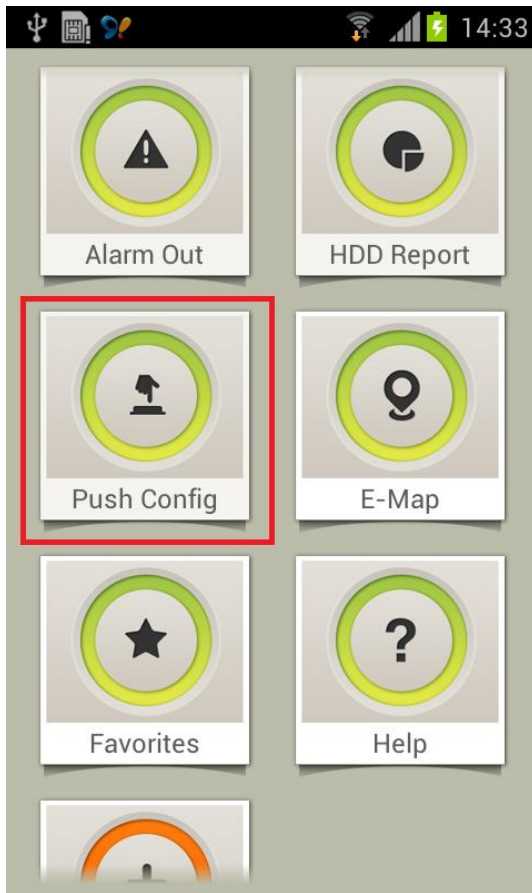 14:33
Alarm Out
HDD Report
Push Config
E-Map
Favorites
Help